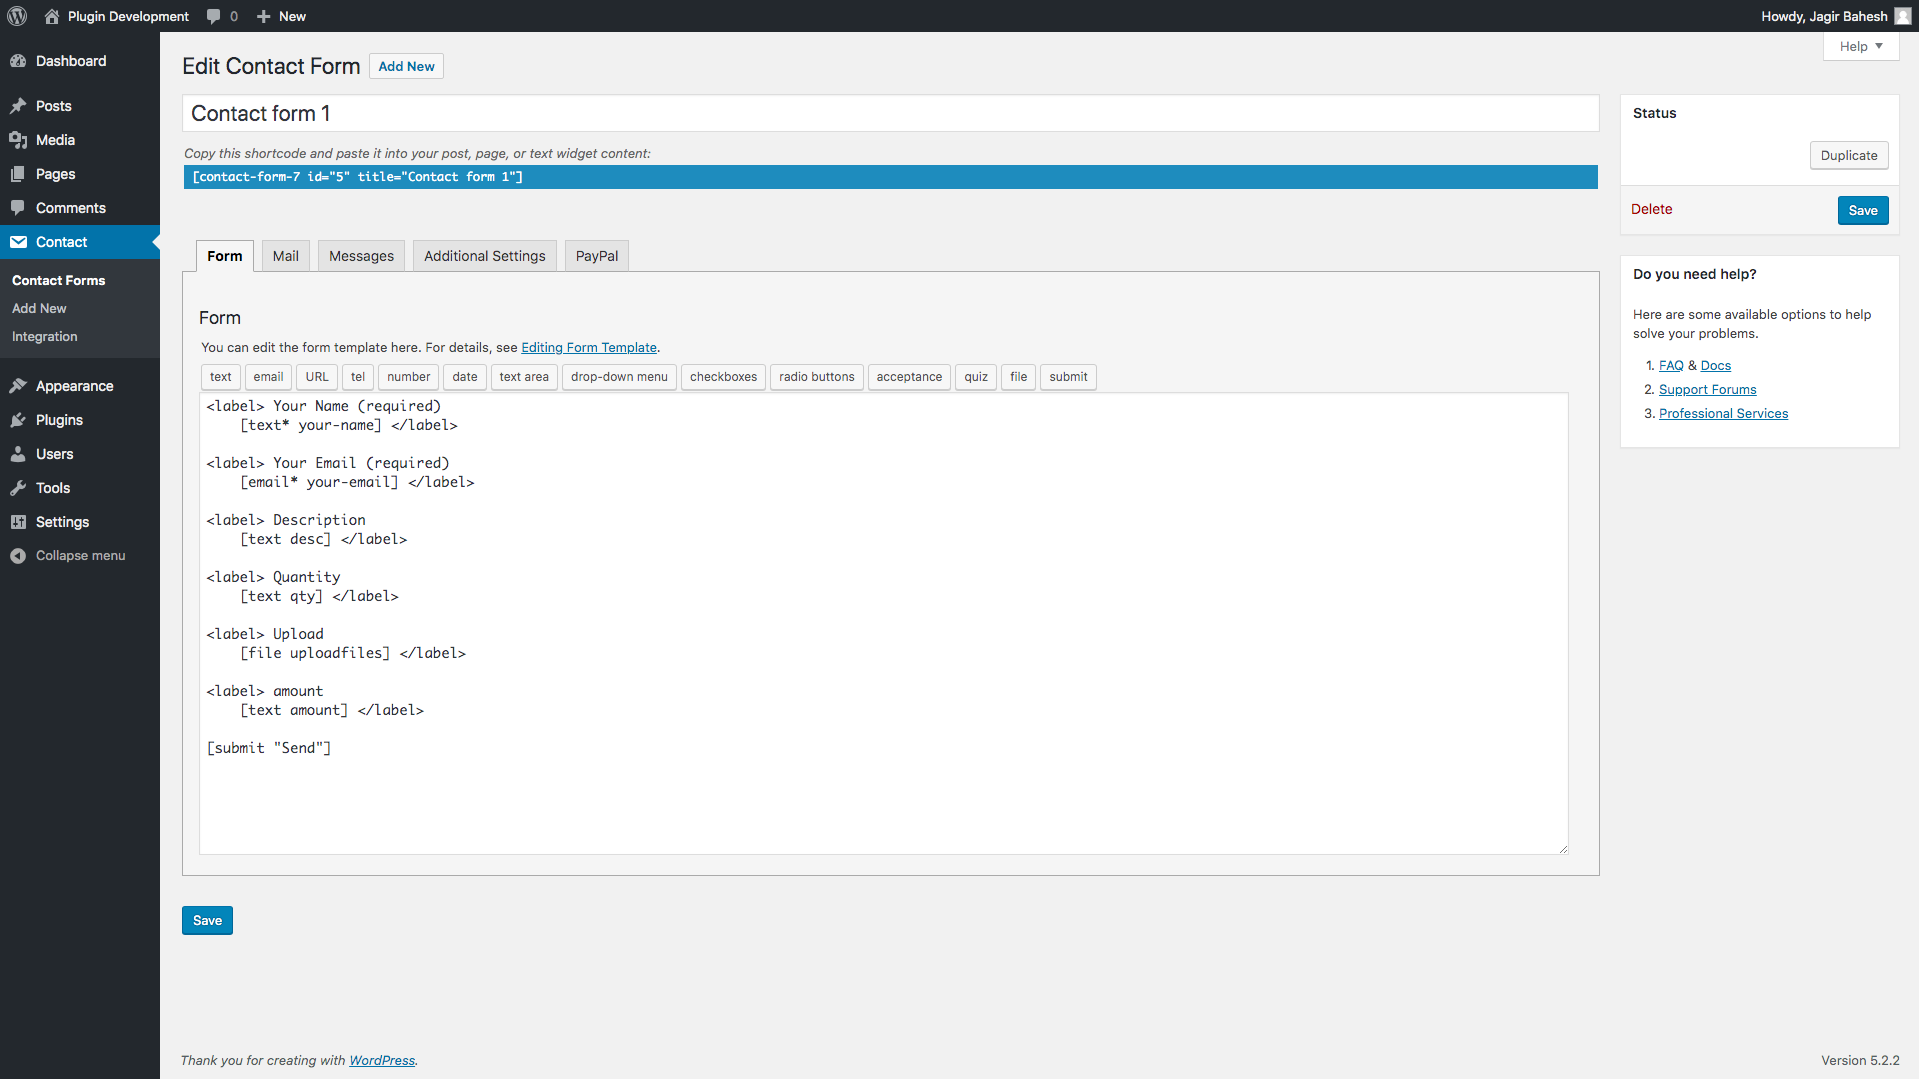 Plugin Development
0
New
Howdy, Jagir Bahesh
Dashboard
Posts
Media
Pages
Comments
Contact
Contact Forms
Add New
Integration
Appearance
Plugins
Users
Tools
Settings
Collapse menu
Help
Edit Contact Form
Add New
Contact form 1
Copy this shortcode and paste it into your post, page, or text widget content:
[contact-form-7 id="5" title="Contact form 1"]
Form
Mail
Messages
Additional Settings
PayPal
Form
You can edit the form template here. For details, see Editing Form Template.
text
email
URL
tel
number
date
text area
drop-down menu
checkboxes
radio buttons
acceptance
quiz
file
submit
<label> Your Name (required)
[text* your-name] </label>
<label> Your Email (required)
[email* your-email] </label>
<label> Description
[text desc] </label>
<label> Quantity
[text qty] </label>
<label> Upload
[file uploadfiles] </label>
<label> amount
[text amount] </label>
[submit "Send"]
Save
Status
Duplicate
Delete
Save
Do you need help?
Here are some available options to help
solve your problems.
1. FAQ & Docs
2. Support Forums
3. Professional Services
Thank you for creating with WordPress.
Version 5.2.2